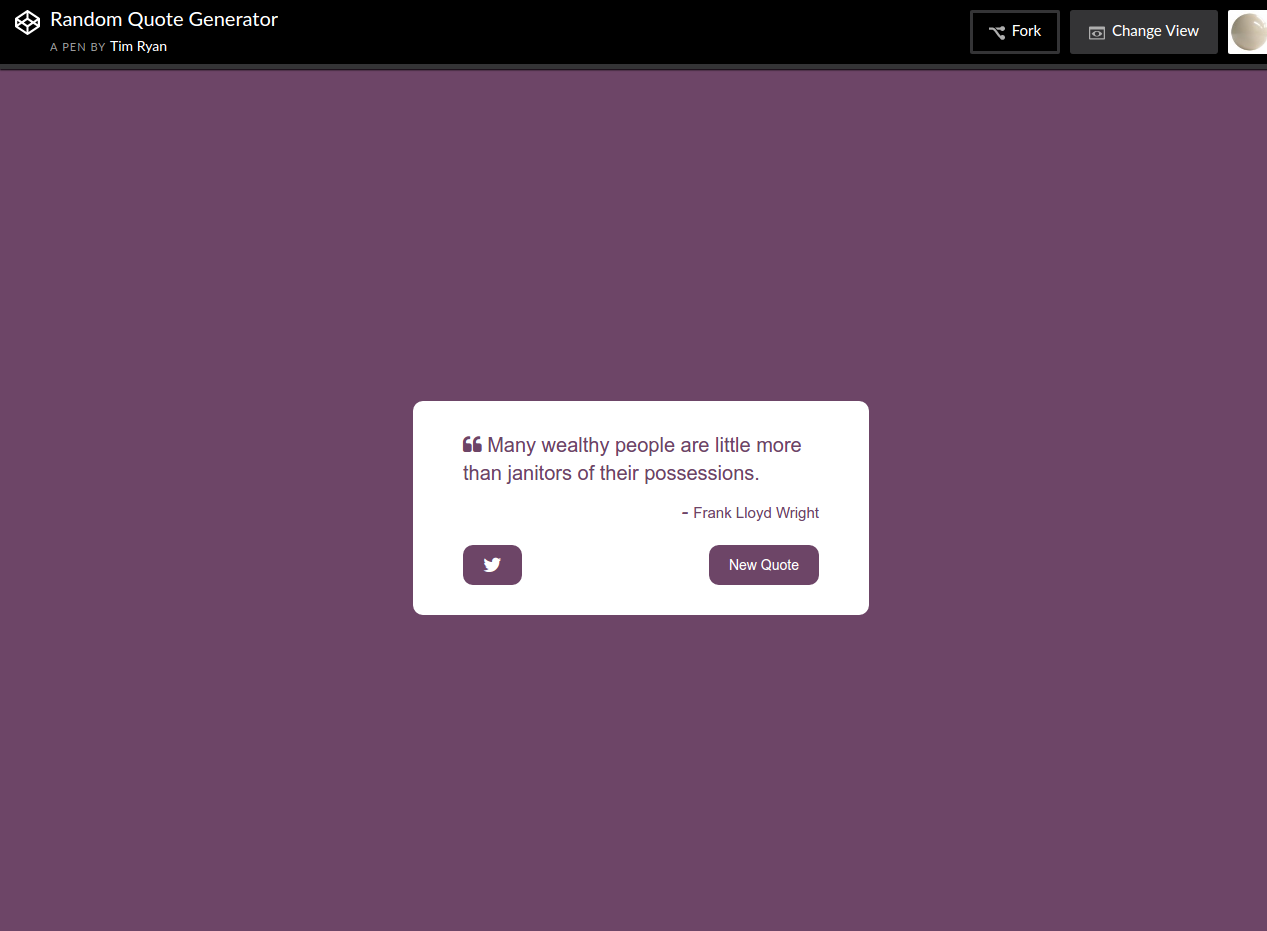 Random Quote Generator
A PEN BY Tim Ryan
Fork
Change View
❝ Many wealthy people are little more
than janitors of their possessions.
- Frank Lloyd Wright
New Quote